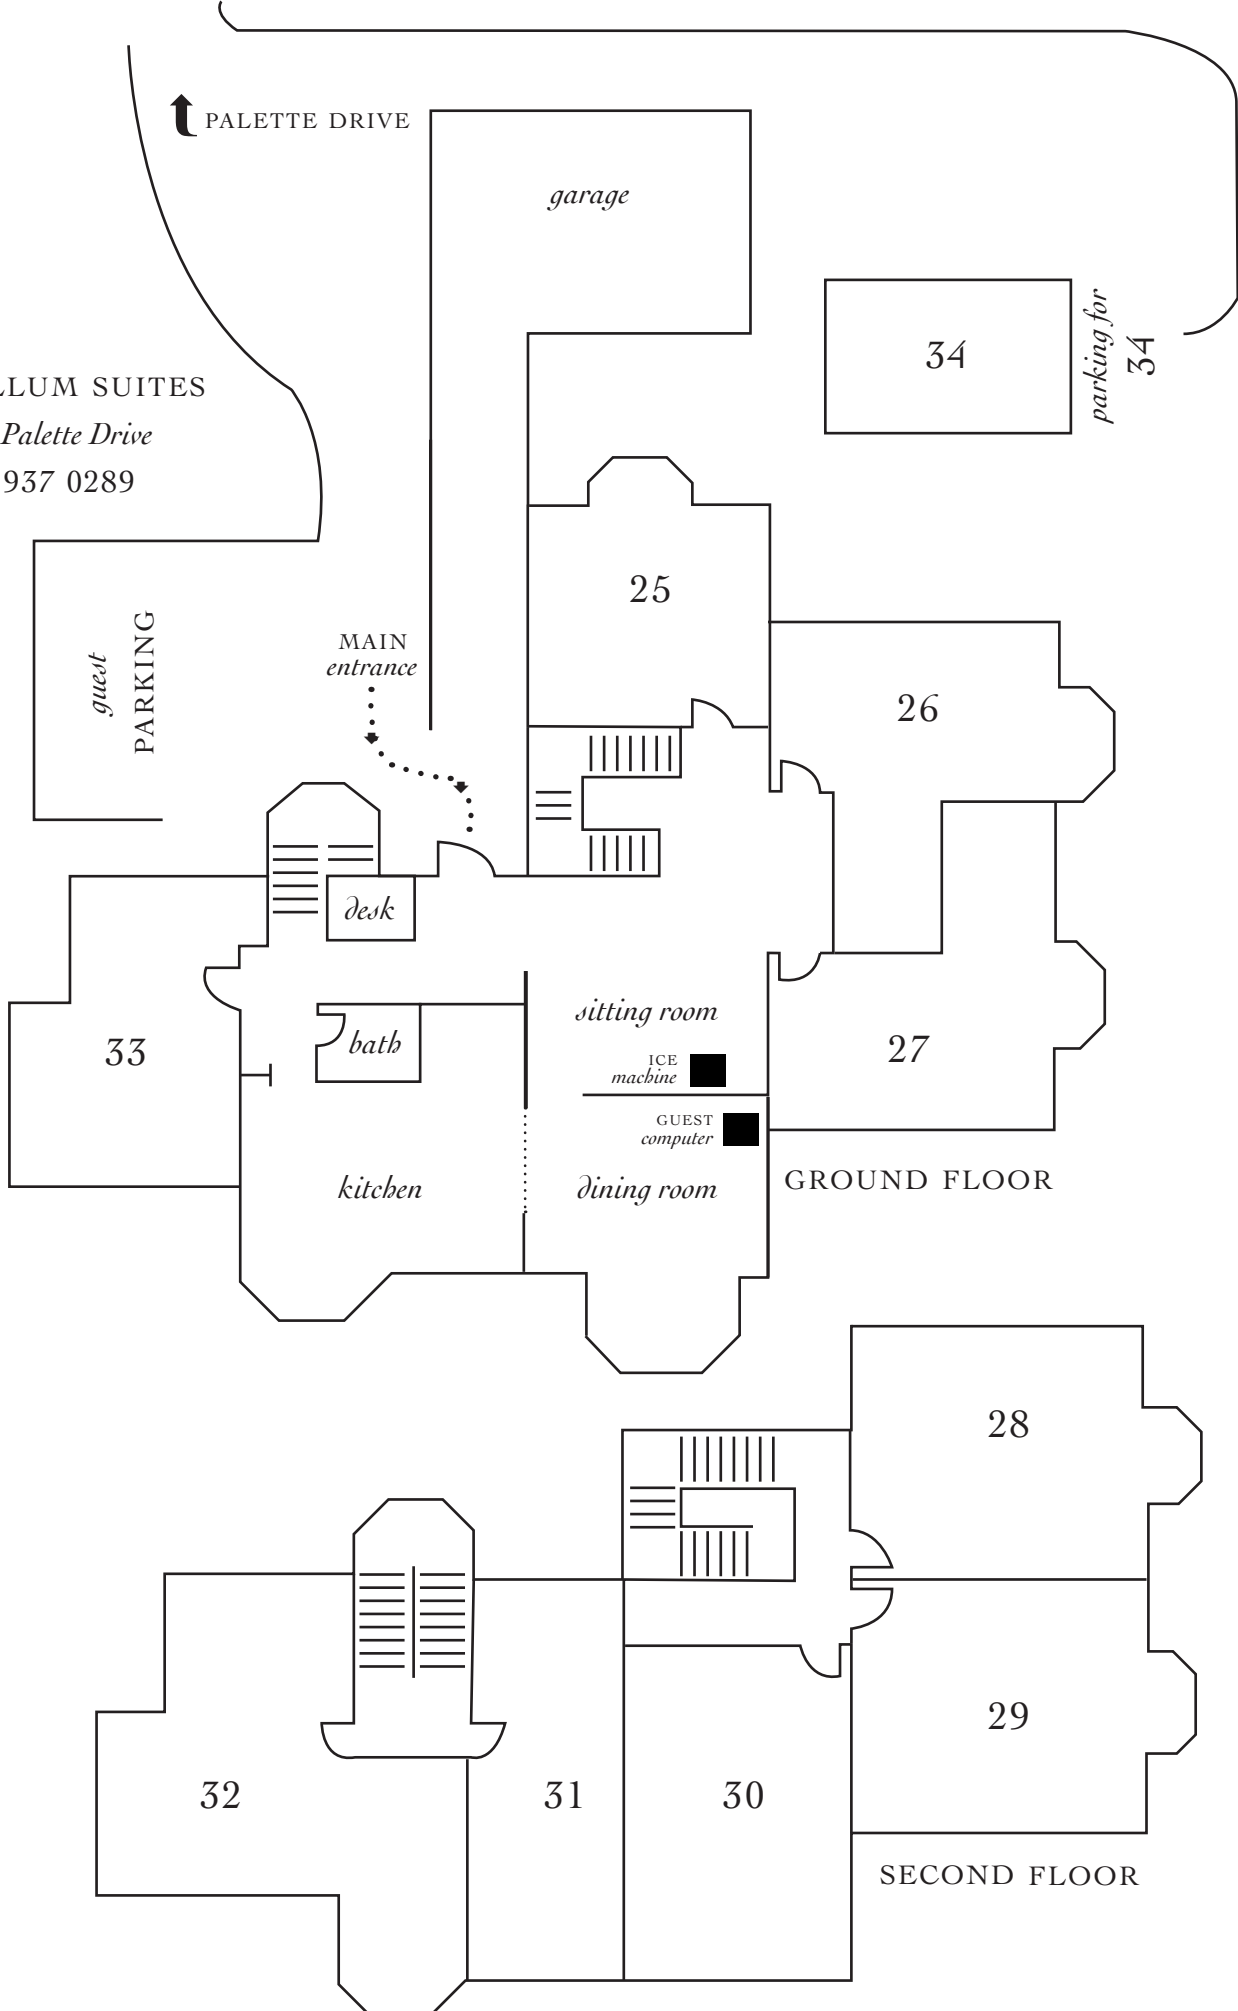 PALETTE DRIVE
garage
34
parking for
34
SUITES
Palette Drive
937 0289
25
guest
PARKING
MAIN
entrance
26
desk
sitting room
33
bath
ICE
machine
27
GUEST
computer
kitchen
dining room
GROUND FLOOR
28
29
32
31
30
SECOND FLOOR